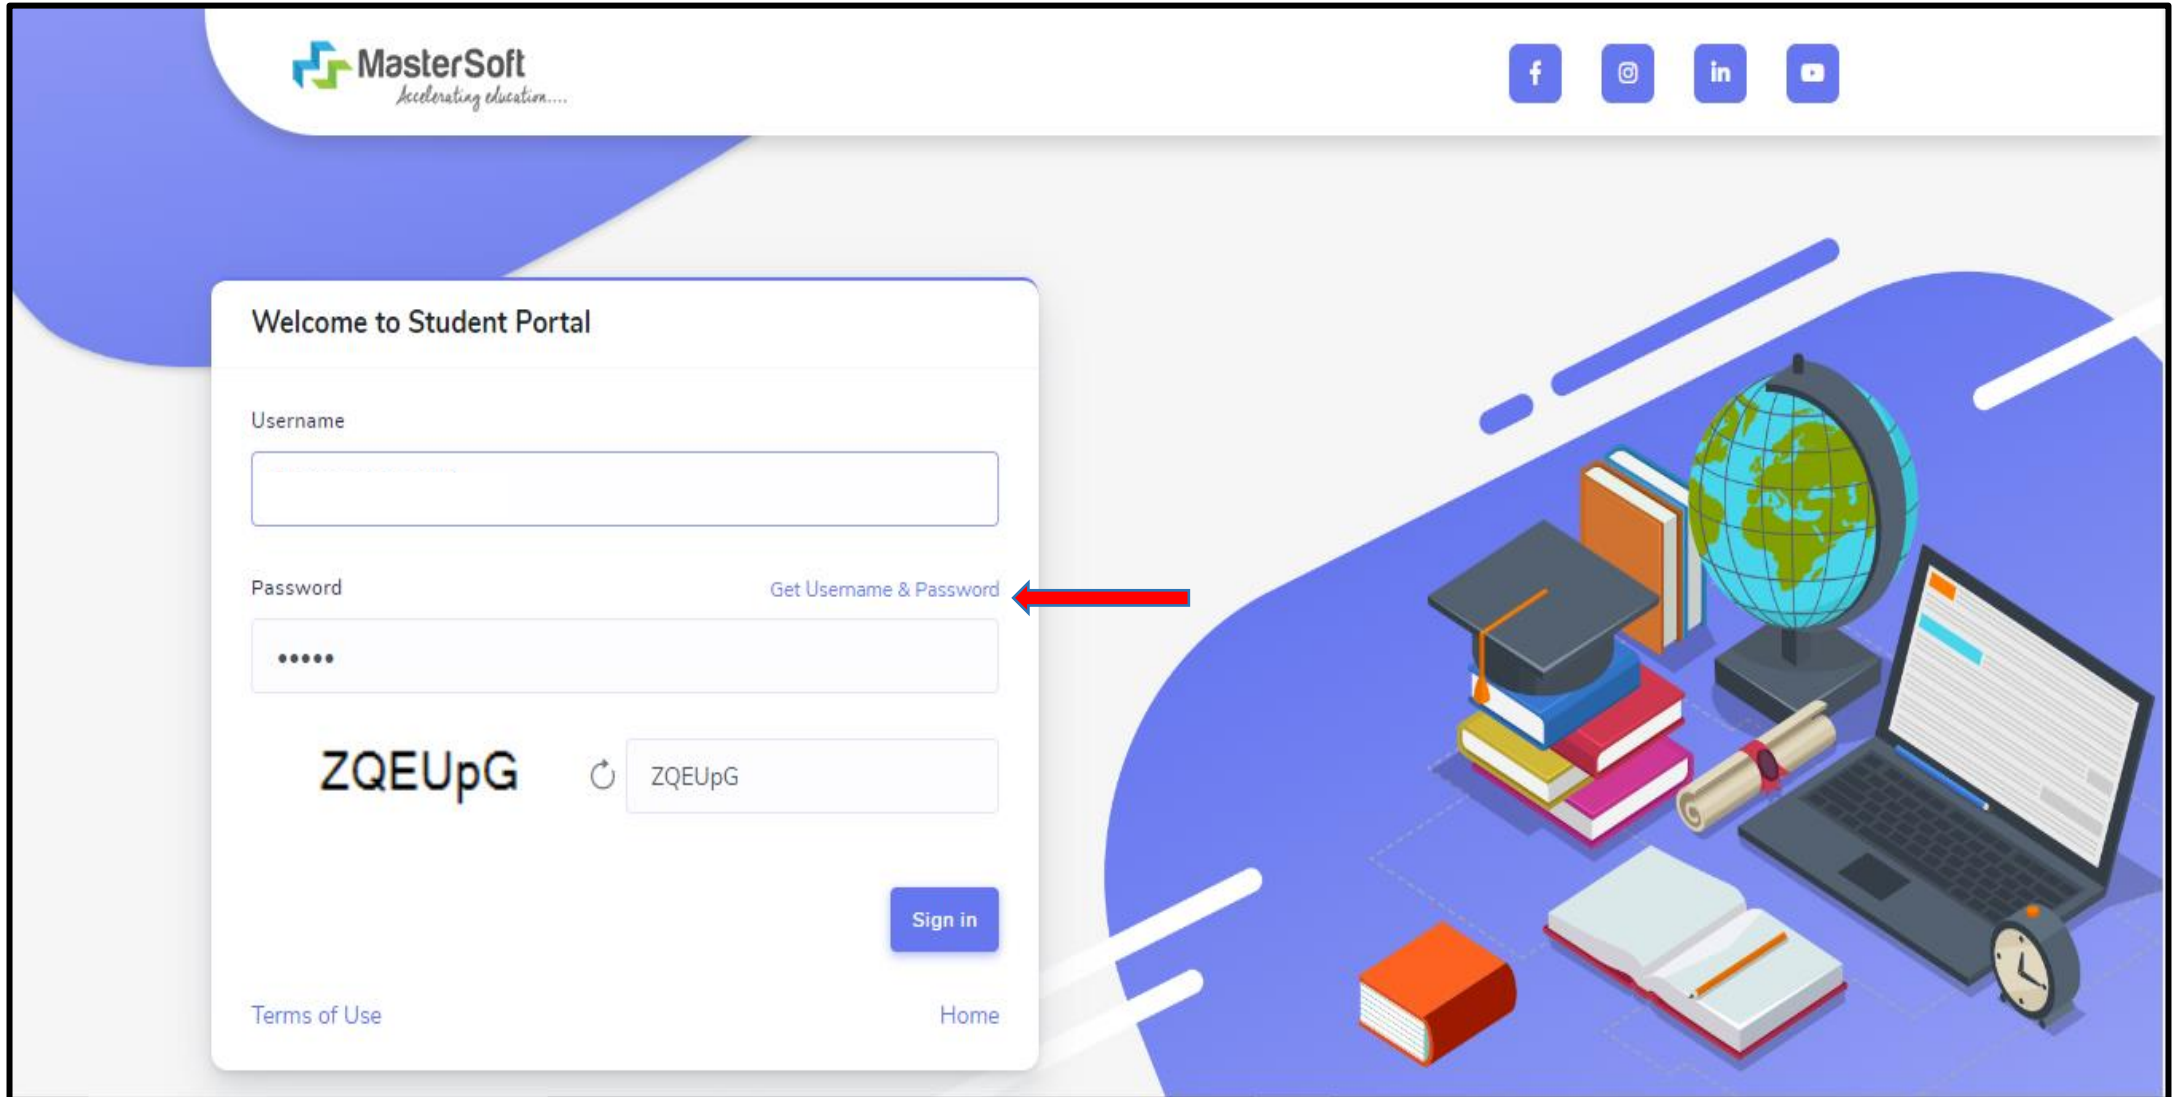 MasterSoft
Accelerating education....
Welcome to Student Portal
Username
Password
Get Username & Password
•••••
ZQEUpG
ZQEUpG
Sign in
Terms of Use
Home